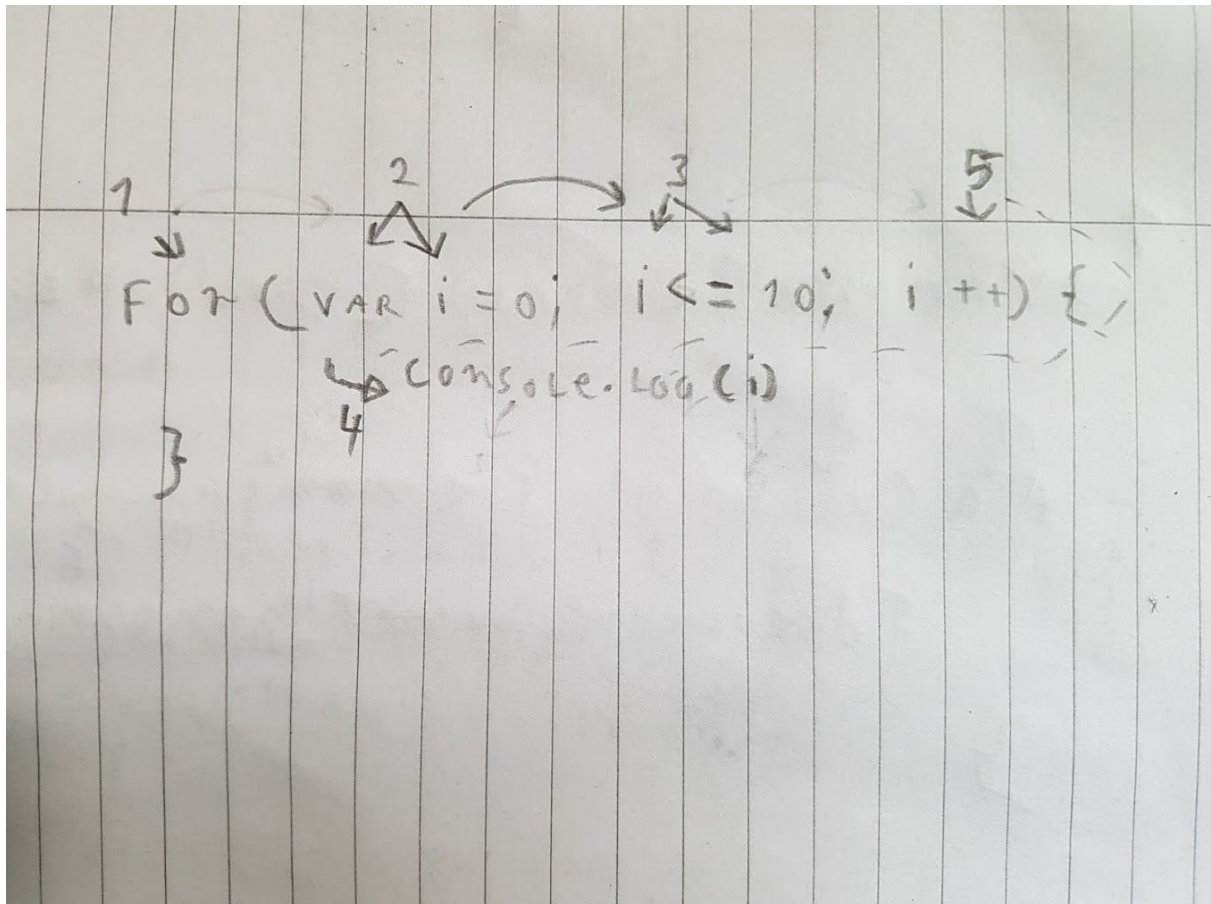 1 2 3 5
For (VAR i = 0; i <= 10; i ++) {
Console.Log(i)
4
}